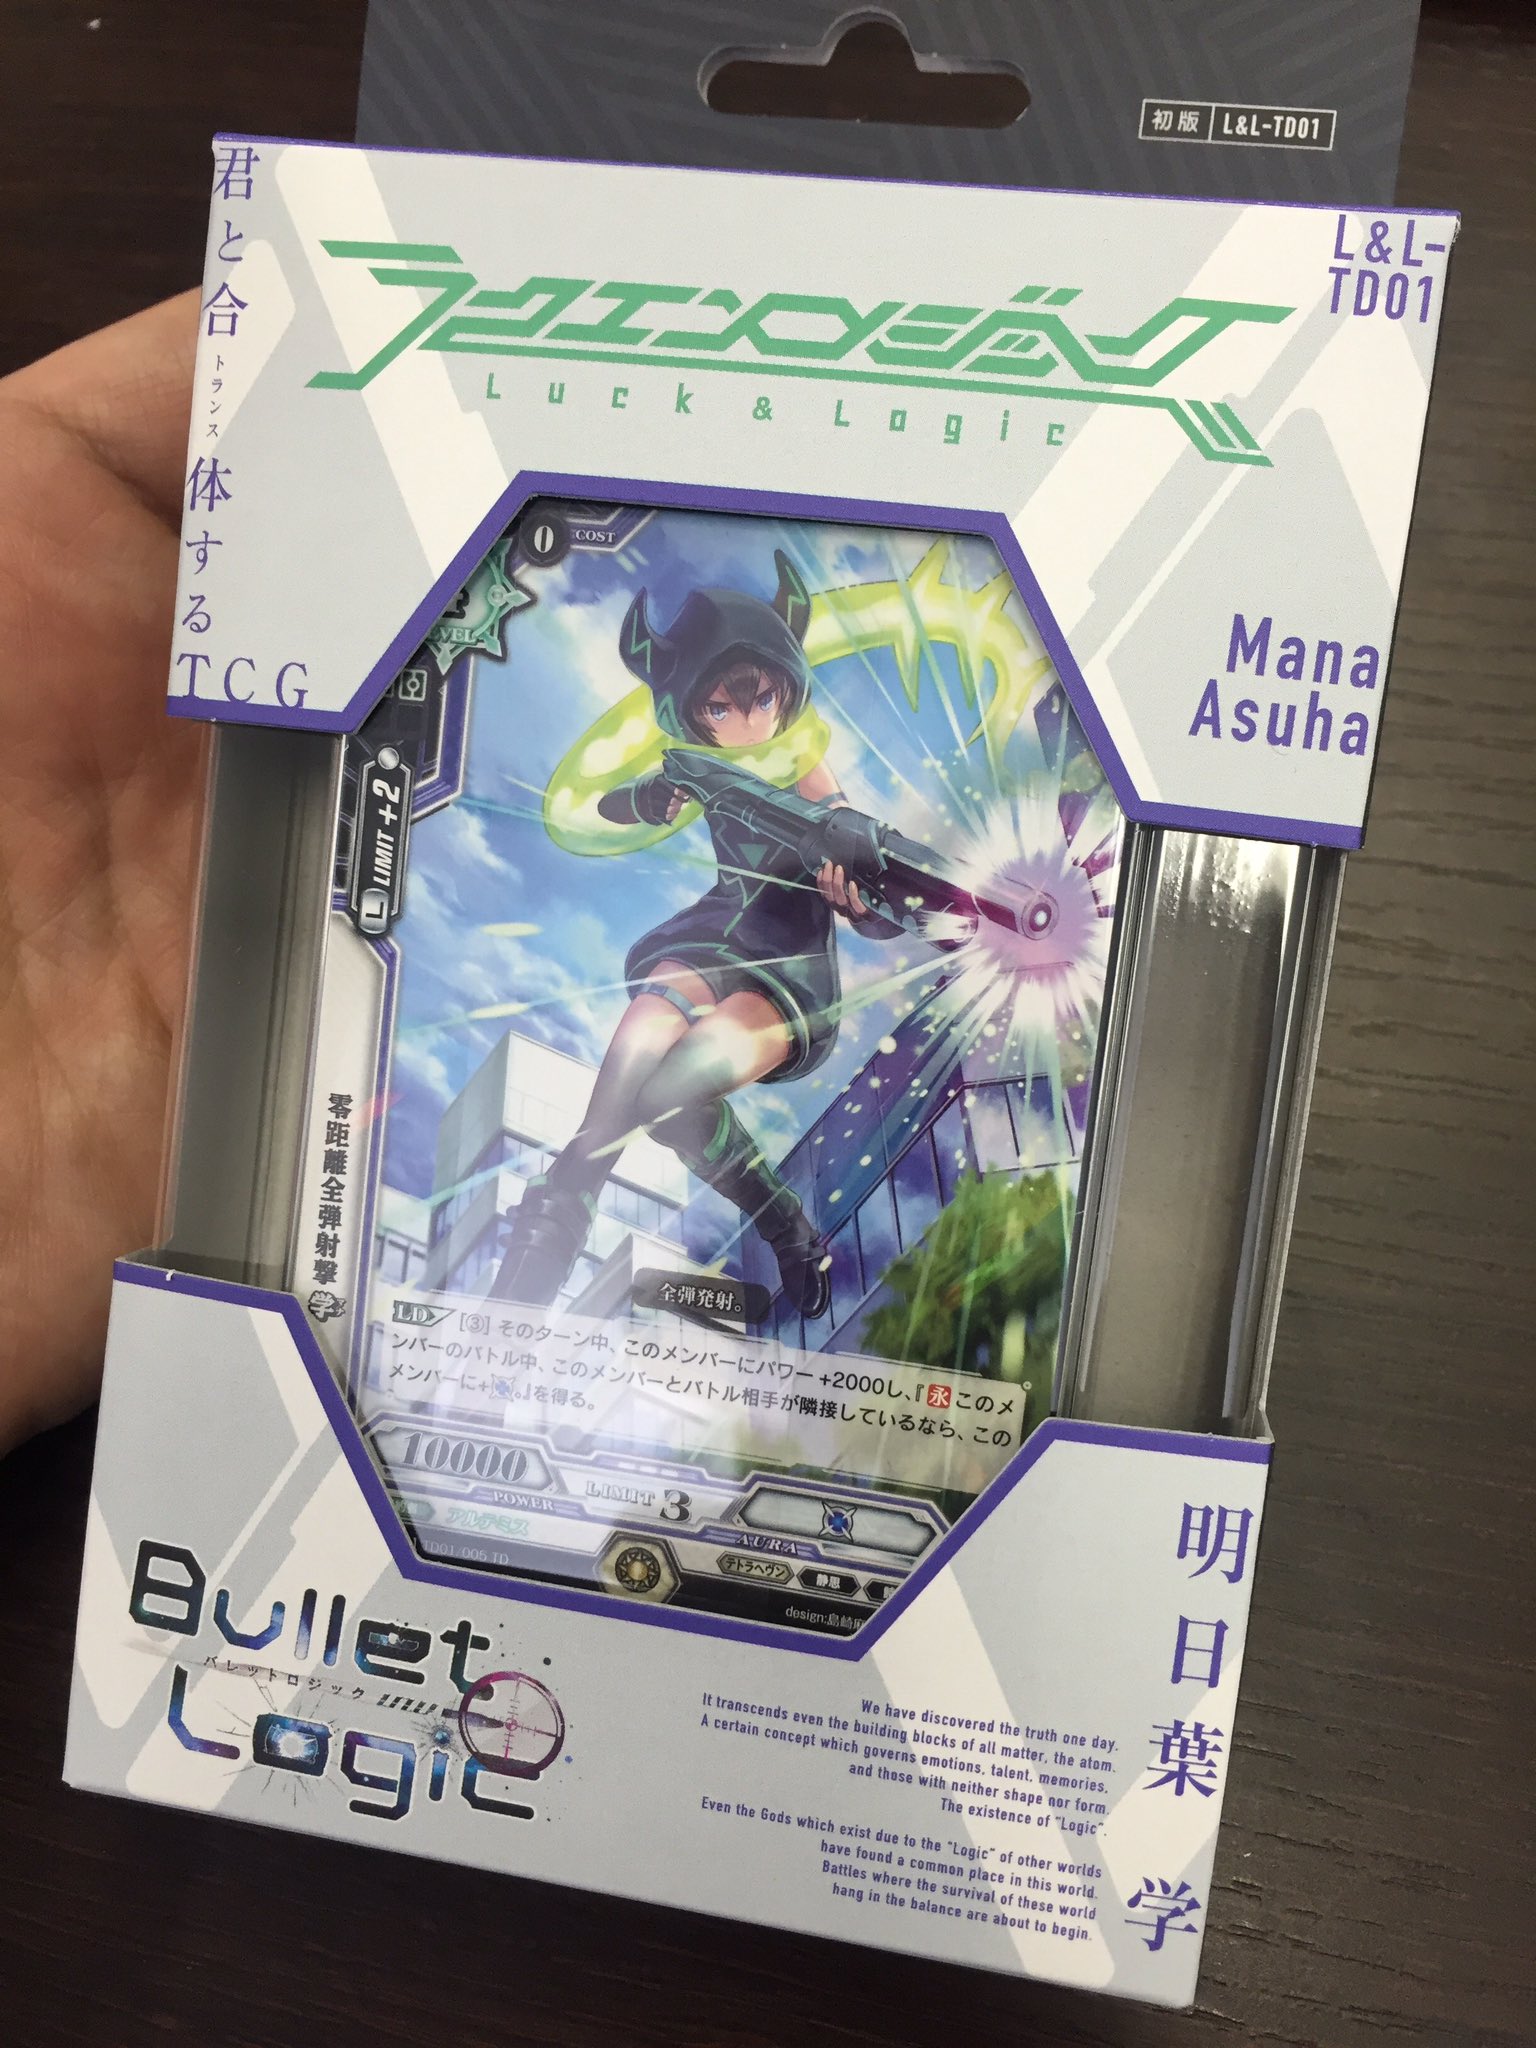 初版 L&L-TD01
L&L-
TD01
君と合体するTCG
トランス
ラクエンロジック
Luck & Logic
Mana
Asuha
0 COST
LEVEL
L LIMIT+2
零距離全弾射撃 学
全弾発射。
LD [③] そのターン中、このメンバーにパワー+2000し、『永このメ
ンバーのバトル中、このメンバーとバトル相手が隣接しているなら、この
メンバーに+。』を得る。
10000
POWER
LIMIT 3
AURA
アルテミス
TD01/005 TD
テトラヘヴン 静思
design:島崎麻
Bullet
バレットロジック
Logic
We have discovered the truth one day.
It transcends even the building blocks of all matter, the atom.
A certain concept which governs emotions, talent, memories,
and those with neither shape nor form.
The existence of "Logic".
Even the Gods which exist due to the "Logic" of other worlds
have found a common place in this world.
Battles where the survival of these world
hang in the balance are about to begin.
明日葉学